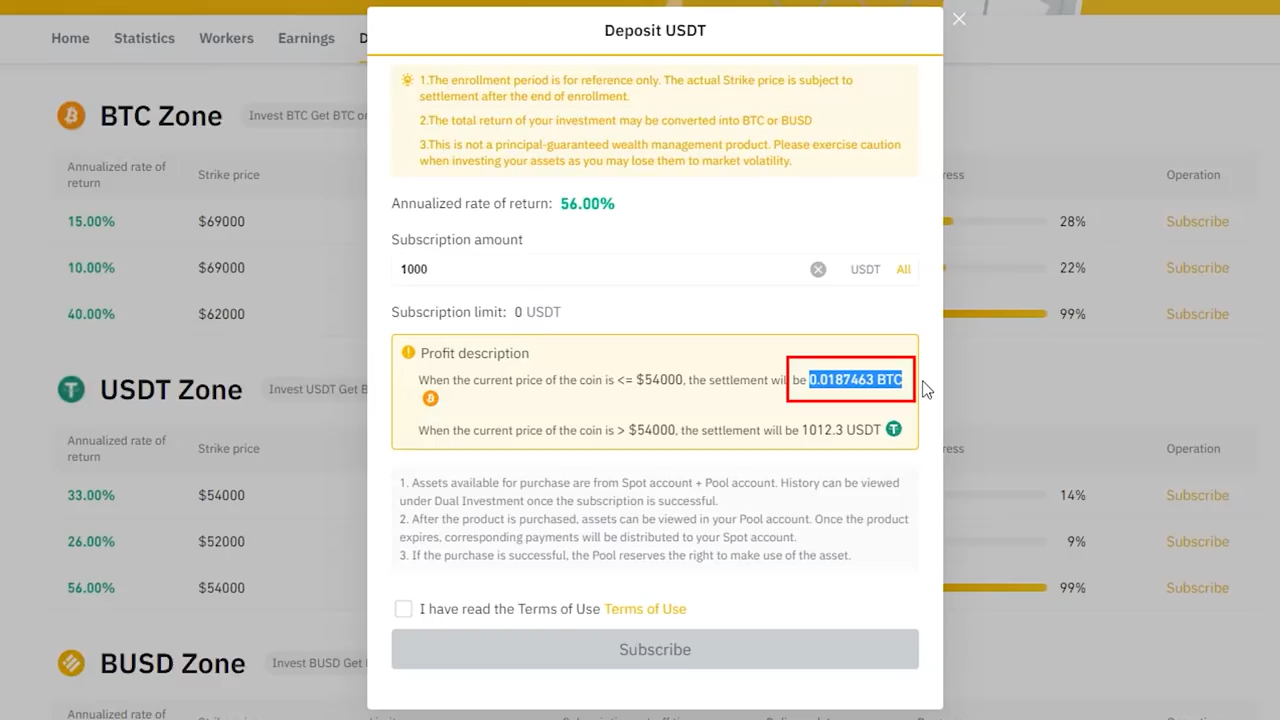 Deposit USDT
Home Statistics Workers Earnings D
1.The enrollment period is for reference only. The actual Strike price is subject to
settlement after the end of enrollment.
2.The total return of your investment may be converted into BTC or BUSD
3.This is not a principal-guaranteed wealth management product. Please exercise caution
when investing your assets as you may lose them to market volatility.
BTC Zone Invest BTC Get BTC or
Annualized rate of
return
Strike price
ress
Operation
15.00% $69000 28% Subscribe
10.00% $69000 22% Subscribe
40.00% $62000 99% Subscribe
Annualized rate of return: 56.00%
Subscription amount
1000 USDT All
Subscription limit: 0 USDT
Profit description
When the current price of the coin is <= $54000, the settlement will be 0.0187463 BTC
When the current price of the coin is > $54000, the settlement will be 1012.3 USDT
USDT Zone Invest USDT Get B
Annualized rate of
return
Strike price
ress
Operation
33.00% $54000 14% Subscribe
26.00% $52000 9% Subscribe
56.00% $54000 99% Subscribe
1. Assets available for purchase are from Spot account + Pool account. History can be viewed
under Dual Investment once the subscription is successful.
2. After the product is purchased, assets can be viewed in your Pool account. Once the product
expires, corresponding payments will be distributed to your Spot account.
3. If the purchase is successful, the Pool reserves the right to make use of the asset.
I have read the Terms of Use Terms of Use
Subscribe
BUSD Zone Invest BUSD Get
Annualized rate of